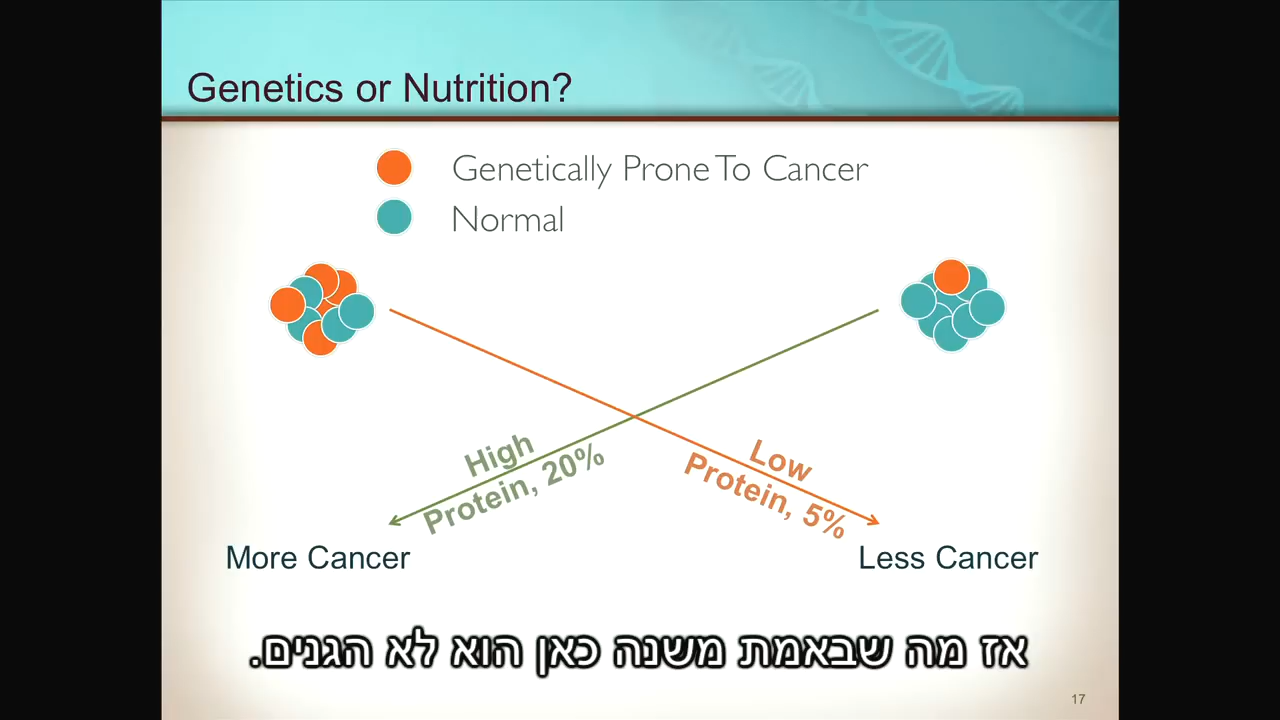 Genetics or Nutrition?
Genetically Prone To Cancer
Normal
High
Protein, 20%
Low
Protein, 5%
More Cancer
Less Cancer
אז מה שבאמת משנה כאן הוא לא הגנים.
17